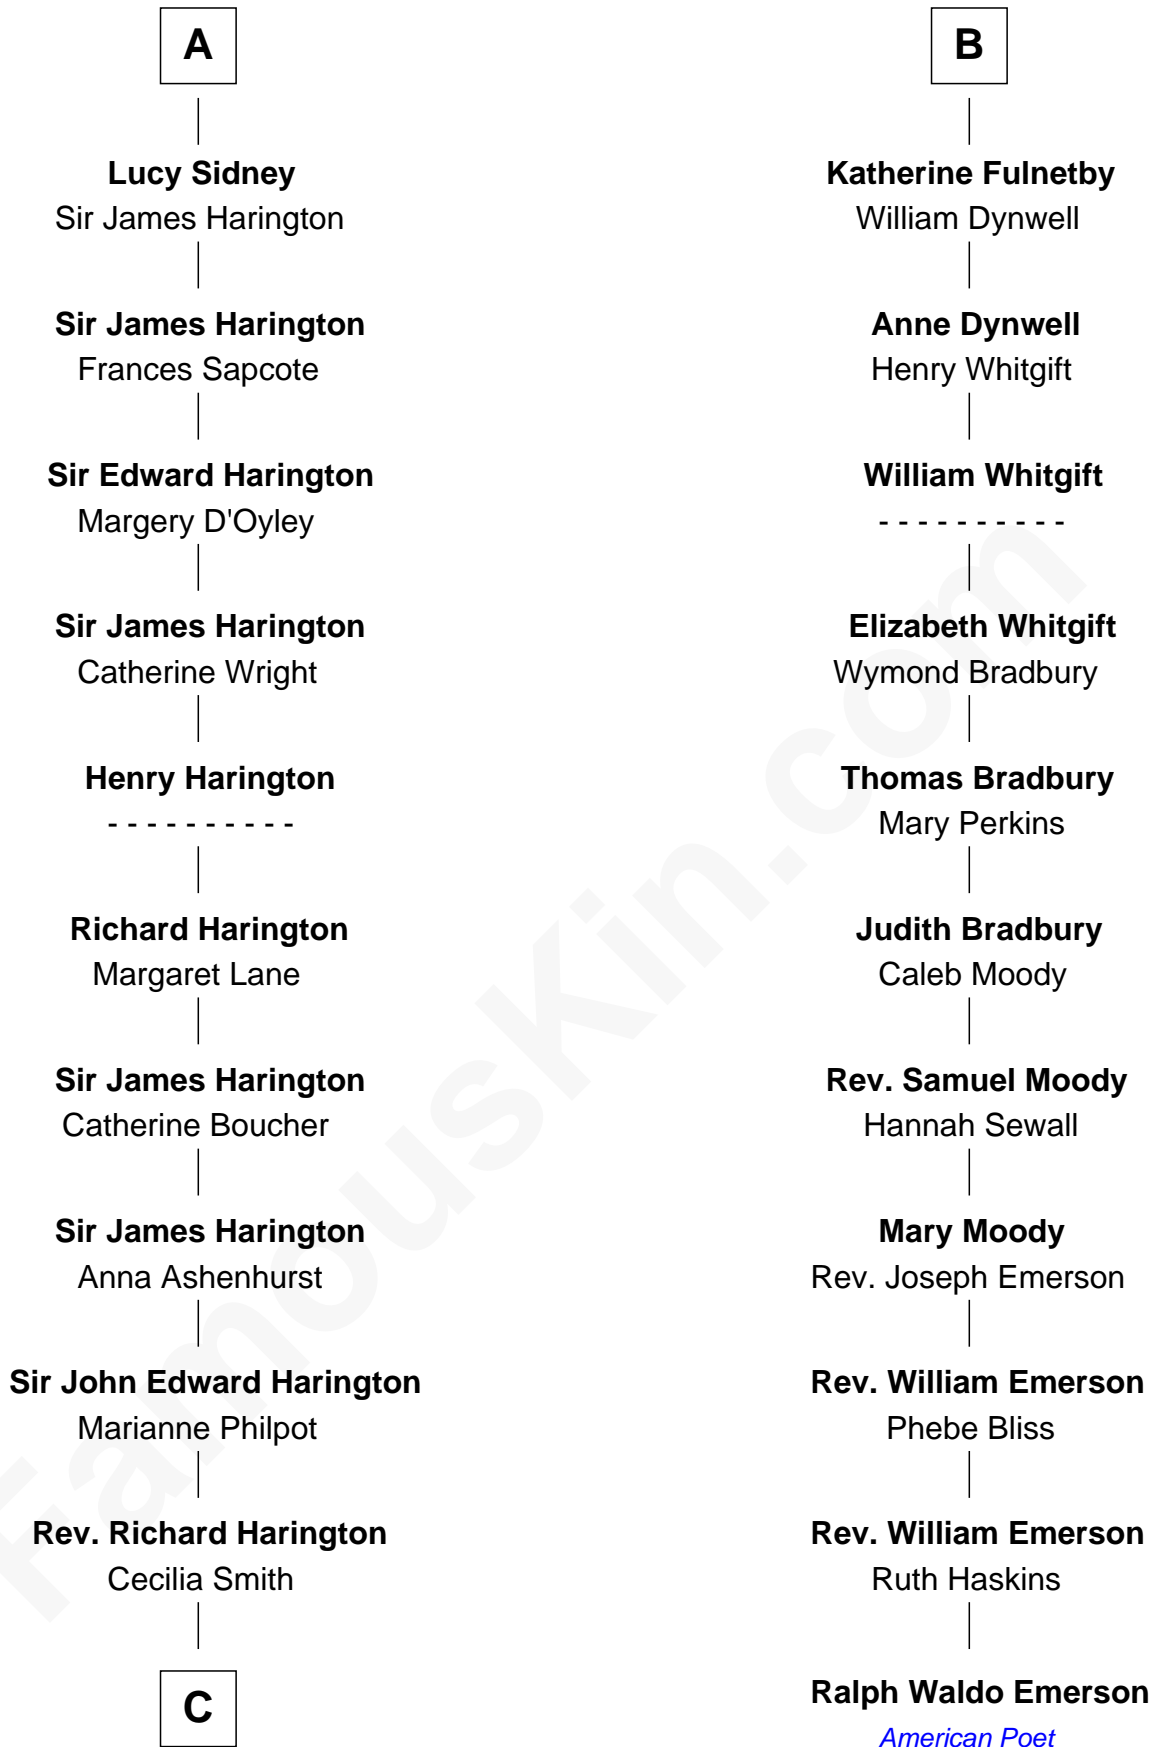 A
Lucy Sidney
Sir James Harington
Sir James Harington
Frances Sapcote
Sir Edward Harington
Margery D'Oyley
Sir James Harington
Catherine Wright
Henry Harington
- - - - - - - - - -
Richard Harington
Margaret Lane
Sir James Harington
Catherine Boucher
Sir James Harington
Anna Ashenhurst
Sir John Edward Harington
Marianne Philpot
Rev. Richard Harington
Cecilia Smith
C
B
Katherine Fulnetby
William Dynwell
Anne Dynwell
Henry Whitgift
William Whitgift
- - - - - - - - - -
Elizabeth Whitgift
Wymond Bradbury
Thomas Bradbury
Mary Perkins
Judith Bradbury
Caleb Moody
Rev. Samuel Moody
Hannah Sewall
Mary Moody
Rev. Joseph Emerson
Rev. William Emerson
Phebe Bliss
Rev. William Emerson
Ruth Haskins
Ralph Waldo Emerson
American Poet
FamousKin.com